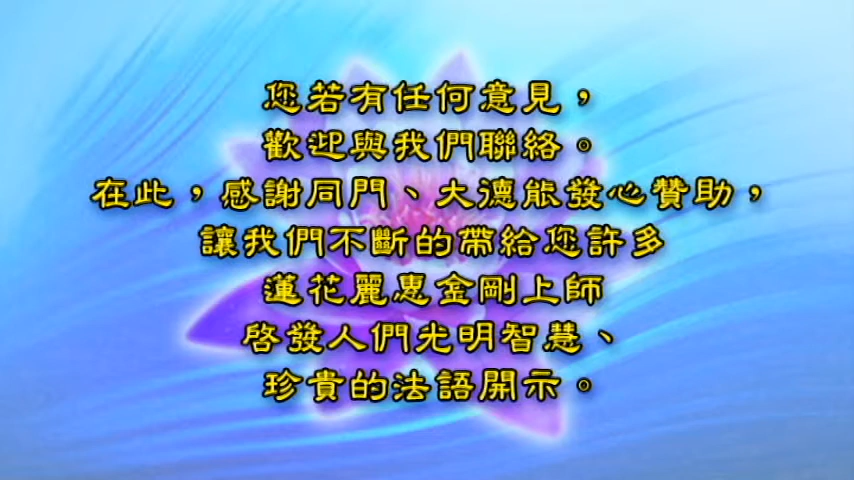 您若有任何意見，
歡迎與我們聯絡。
在此，感謝同門、大德能發心贊助，
讓我們不斷的帶給您許多
蓮花麗惠金剛上師
啓發人們光明智慧、
珍貴的法語開示。